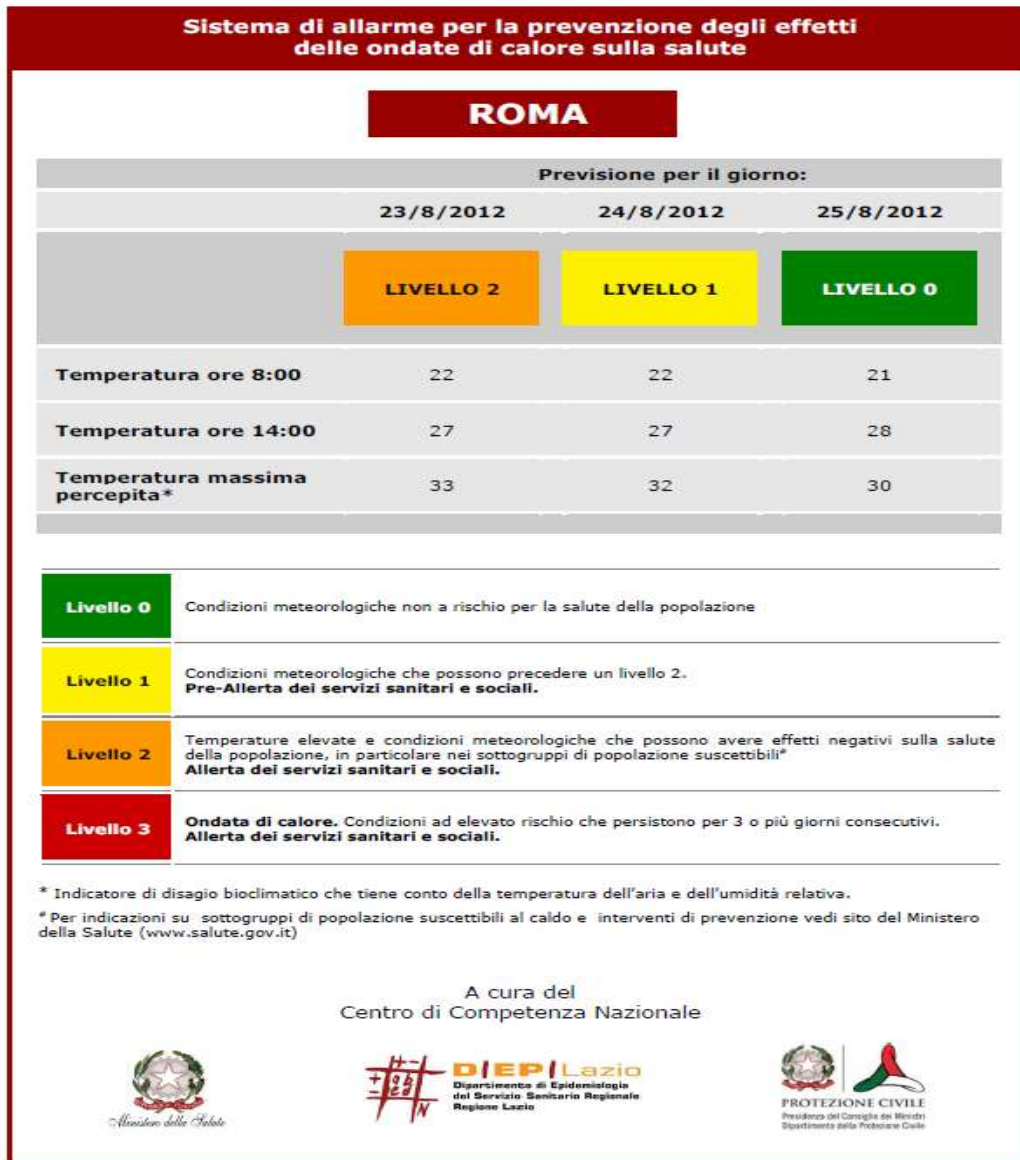 Sistema di allarme per la prevenzione degli effetti
delle ondate di calore sulla salute
ROMA
Previsione per il giorno:
23/8/2012 24/8/2012 25/8/2012
LIVELLO 2 LIVELLO 1 LIVELLO 0
Temperatura ore 8:00 22 22 21
Temperatura ore 14:00 27 27 28
Temperatura massima
percepita* 33 32 30
Livello 0 Condizioni meteorologiche non a rischio per la salute della popolazione
Livello 1 Condizioni meteorologiche che possono precedere un livello 2.
Pre-Allerta dei servizi sanitari e sociali.
Livello 2 Temperature elevate e condizioni meteorologiche che possono avere effetti negativi sulla salute
della popolazione, in particolare nei sottogruppi di popolazione suscettibili#
Allerta dei servizi sanitari e sociali.
Livello 3 Ondata di calore. Condizioni ad elevato rischio che persistono per 3 o più giorni consecutivi.
Allerta dei servizi sanitari e sociali.
* Indicatore di disagio bioclimatico che tiene conto della temperatura dell'aria e dell'umidità relativa.
# Per indicazioni su sottogruppi di popolazione suscettibili al caldo e interventi di prevenzione vedi sito del Ministero
della Salute (www.salute.gov.it)
A cura del
Centro di Competenza Nazionale
Ministero della Salute
D|EP|Lazio
Dipartimento di Epidemiologia
del Servizio Sanitario Regionale
Regione Lazio
PROTEZIONE CIVILE
Presidenza del Consiglio dei Ministri
Dipartimento della Protezione Civile